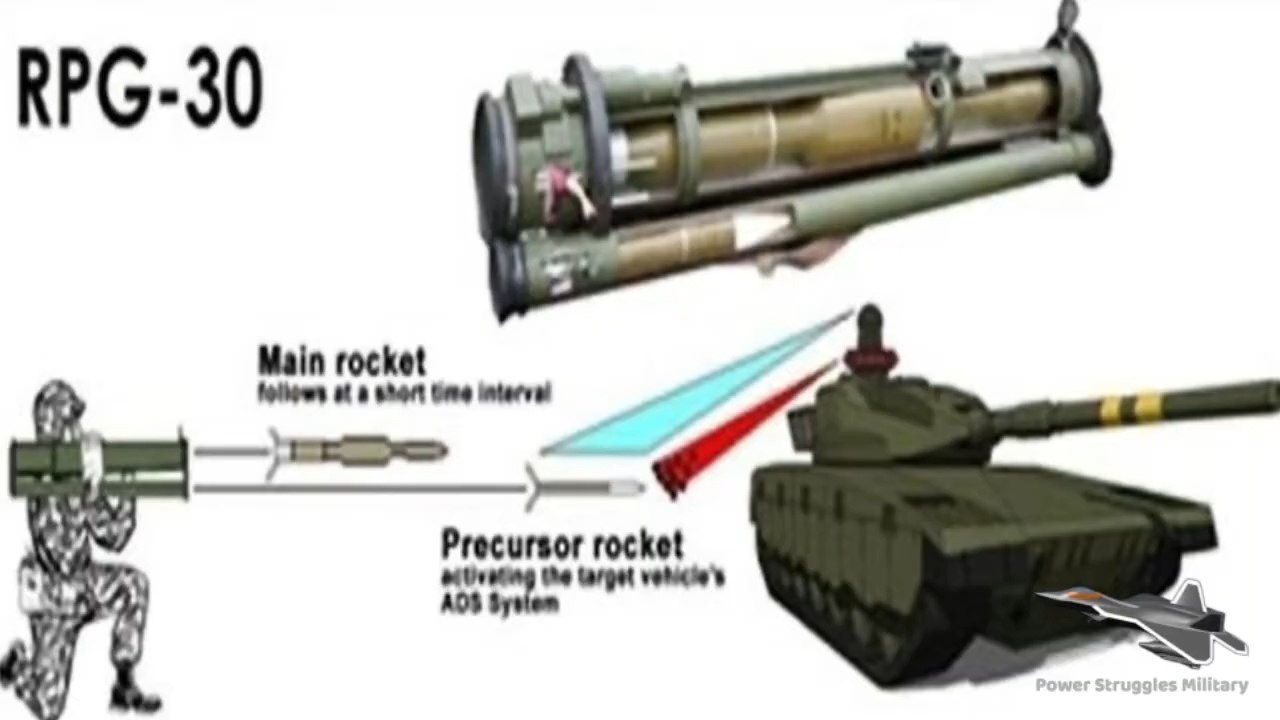 RPG-30
Main rocket
follows at a short time interval
Precursor rocket
activating the target vehicle's
ADS System
Power Struggles Military